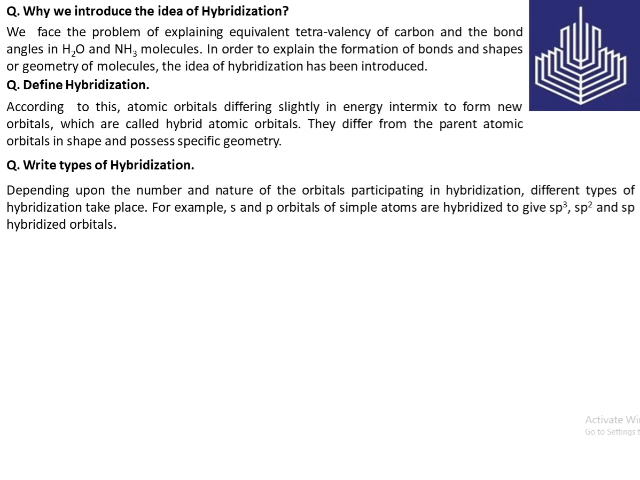 Q. Why we introduce the idea of Hybridization?
We face the problem of explaining equivalent tetra-valency of carbon and the bond
angles in H₂O and NH₃ molecules. In order to explain the formation of bonds and shapes
or geometry of molecules, the idea of hybridization has been introduced.
Q. Define Hybridization.
According to this, atomic orbitals differing slightly in energy intermix to form new
orbitals, which are called hybrid atomic orbitals. They differ from the parent atomic
orbitals in shape and possess specific geometry.
Q. Write types of Hybridization.
Depending upon the number and nature of the orbitals participating in hybridization, different types of
hybridization take place. For example, s and p orbitals of simple atoms are hybridized to give sp³, sp² and sp
hybridized orbitals.
Activate Wi
Go to Settings t